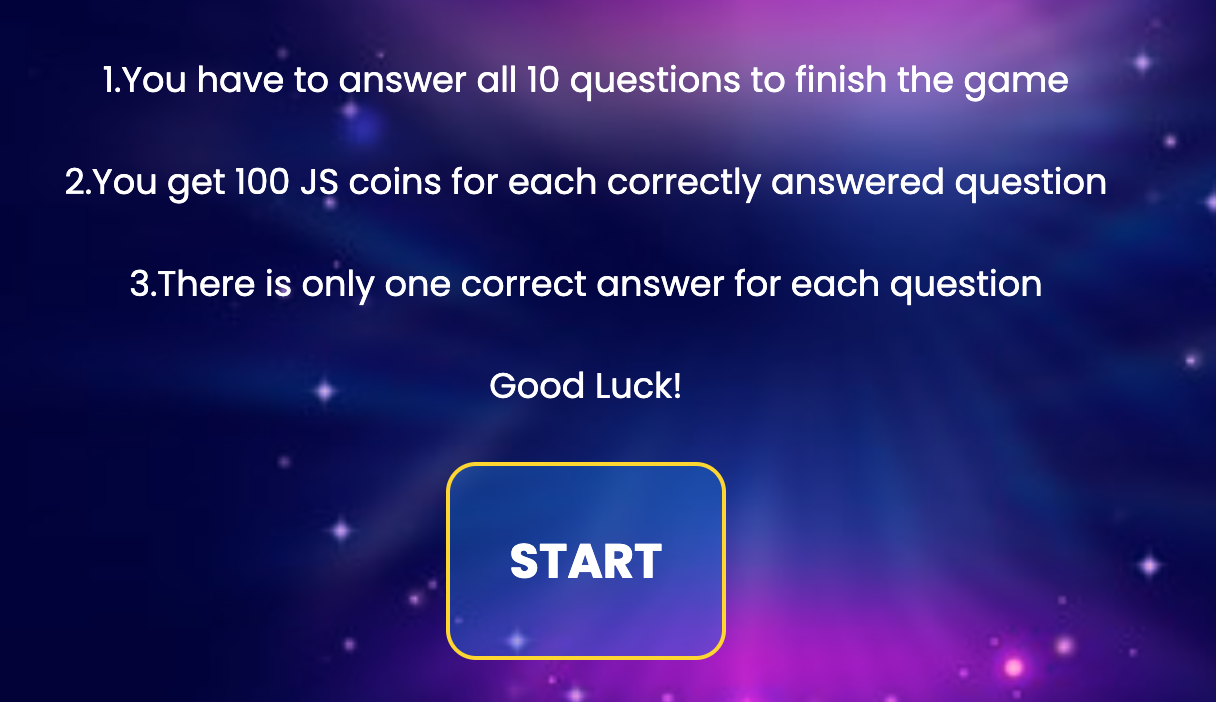 1.You have to answer all 10 questions to finish the game
2.You get 100 JS coins for each correctly answered question
3.There is only one correct answer for each question
Good Luck!
START